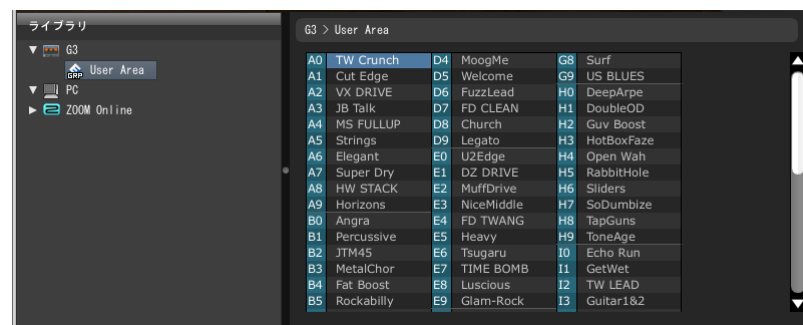 ライブラリ
G3 > User Area
▼ G3
GRP User Area
▼ PC
▶ ZOOM Online
A0 TW Crunch D4 MoogMe G8 Surf
A1 Cut Edge D5 Welcome G9 US BLUES
A2 VX DRIVE D6 FuzzLead H0 DeepArpe
A3 JB Talk D7 FD CLEAN H1 DoubleOD
A4 MS FULLUP D8 Church H2 Guv Boost
A5 Strings D9 Legato H3 HotBoxFaze
A6 Elegant E0 U2Edge H4 Open Wah
A7 Super Dry E1 DZ DRIVE H5 RabbitHole
A8 HW STACK E2 MuffDrive H6 Sliders
A9 Horizons E3 NiceMiddle H7 SoDumbize
B0 Angra E4 FD TWANG H8 TapGuns
B1 Percussive E5 Heavy H9 ToneAge
B2 JTM45 E6 Tsugaru I0 Echo Run
B3 MetalChor E7 TIME BOMB I1 GetWet
B4 Fat Boost E8 Luscious I2 TW LEAD
B5 Rockabilly E9 Glam-Rock I3 Guitar1&2